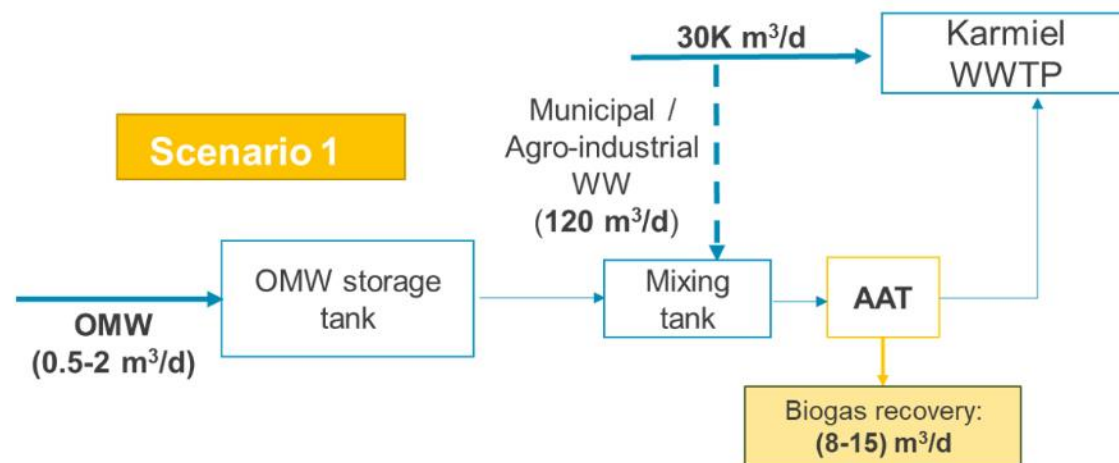 30K m³/d
Karmiel
WWTP
Municipal /
Agro-industrial
WW
(120 m³/d)
Scenario 1
OMW storage
tank
Mixing
tank
AAT
OMW
(0.5-2 m³/d)
Biogas recovery:
(8-15) m³/d